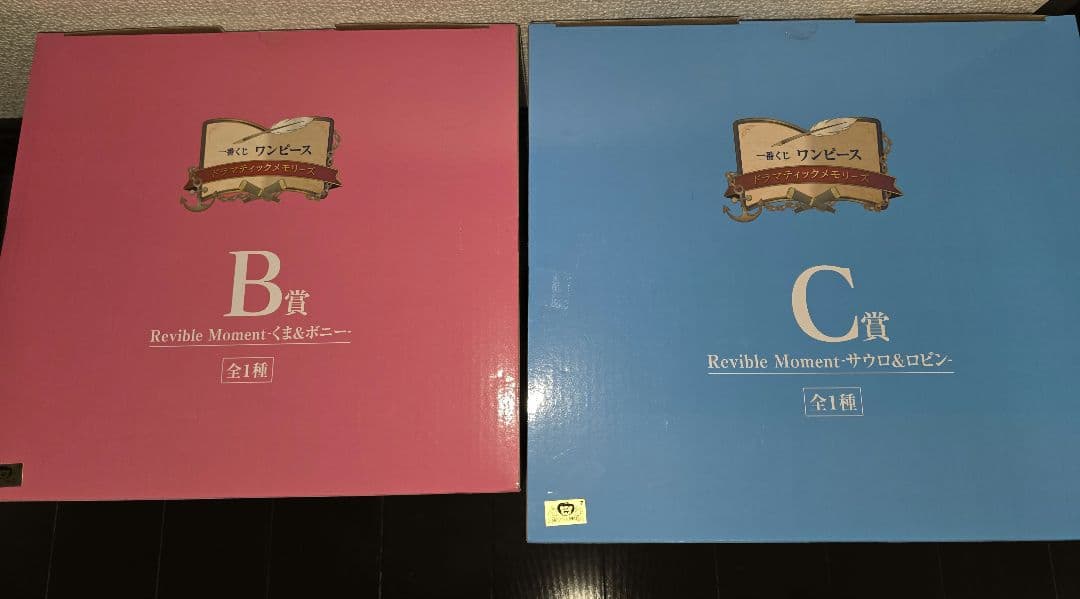 一番くじ ワンピース
ドラマティックメモリーズ
B賞
Revible Moment-くま&ボニー-
全1種
一番くじ ワンピース
ドラマティックメモリーズ
C賞
Revible Moment-サウロ&ロビン-
全1種